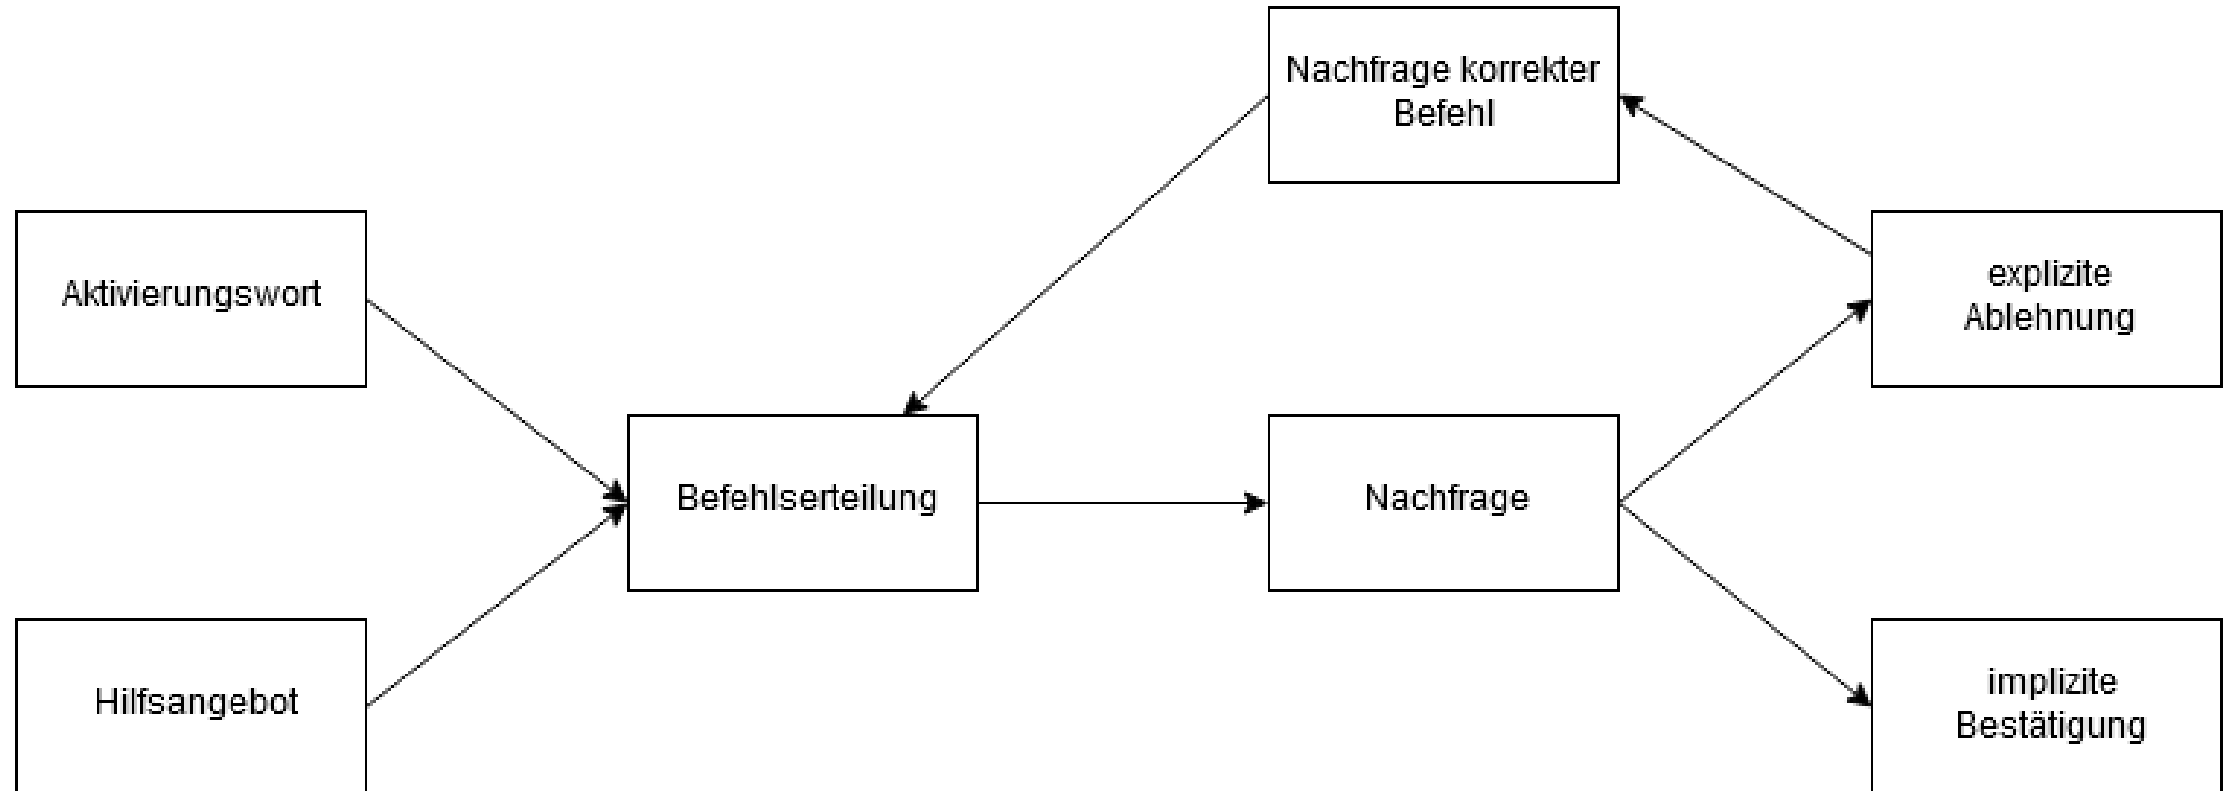 Nachfrage korrekter
Befehl
Aktivierungswort
explizite
Ablehnung
Befehlserteilung
Nachfrage
Hilfsangebot
implizite
Bestätigung